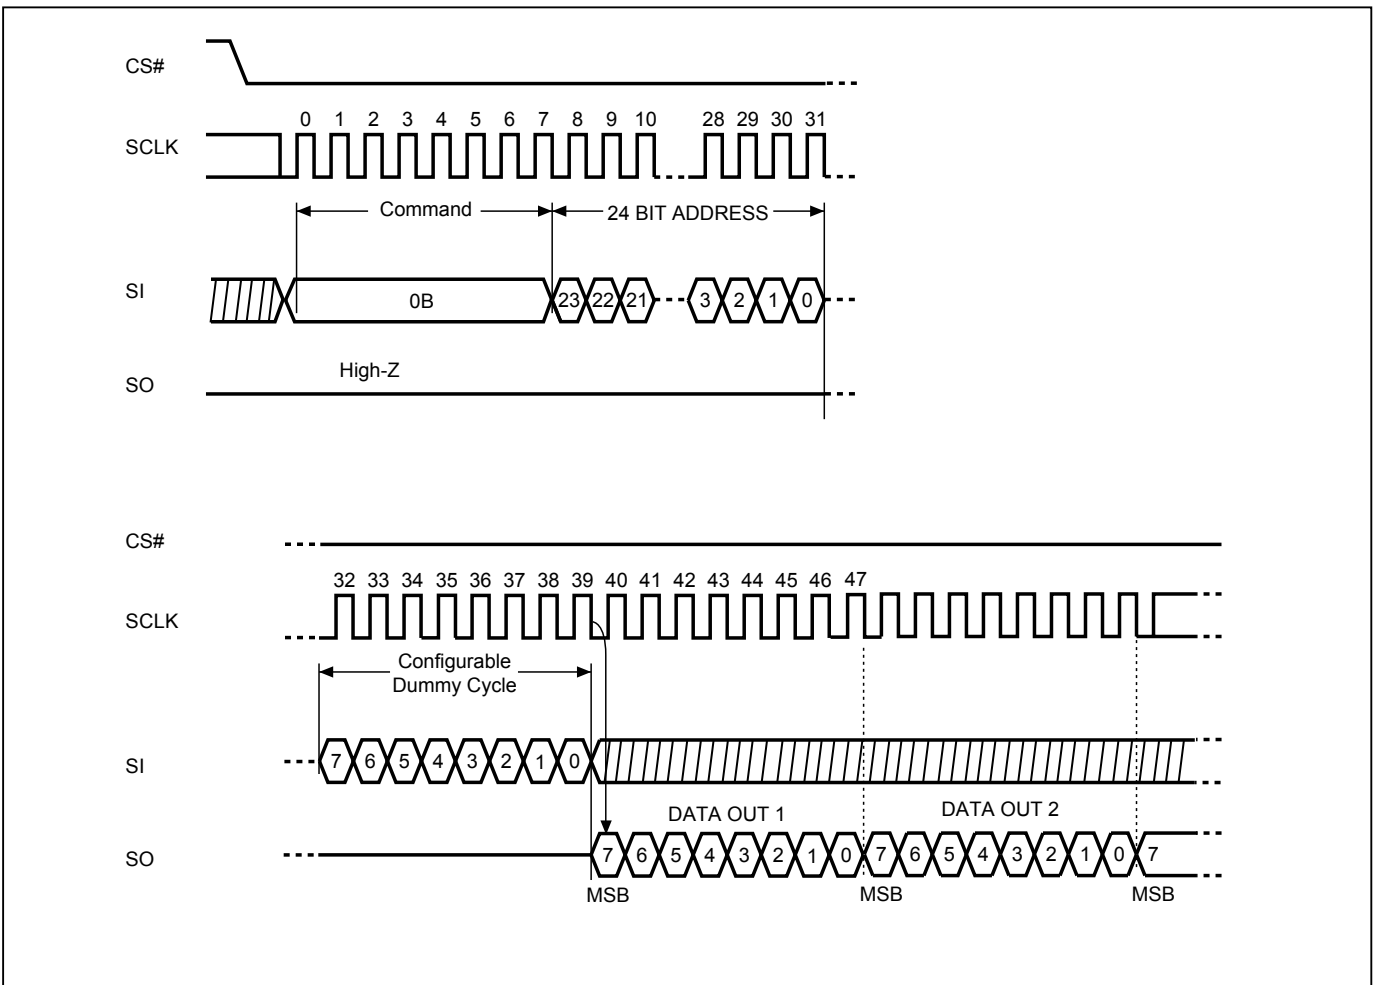 CS#
0 1 2 3 4 5 6 7 8 9 10 28 29 30 31
SCLK
Command 24 BIT ADDRESS
SI 0B 23 22 21 3 2 1 0
High-Z
SO
CS#
32 33 34 35 36 37 38 39 40 41 42 43 44 45 46 47
SCLK
Configurable
Dummy Cycle
SI 7 6 5 4 3 2 1 0
DATA OUT 1 DATA OUT 2
SO 7 6 5 4 3 2 1 0 7 6 5 4 3 2 1 0 7
MSB MSB MSB